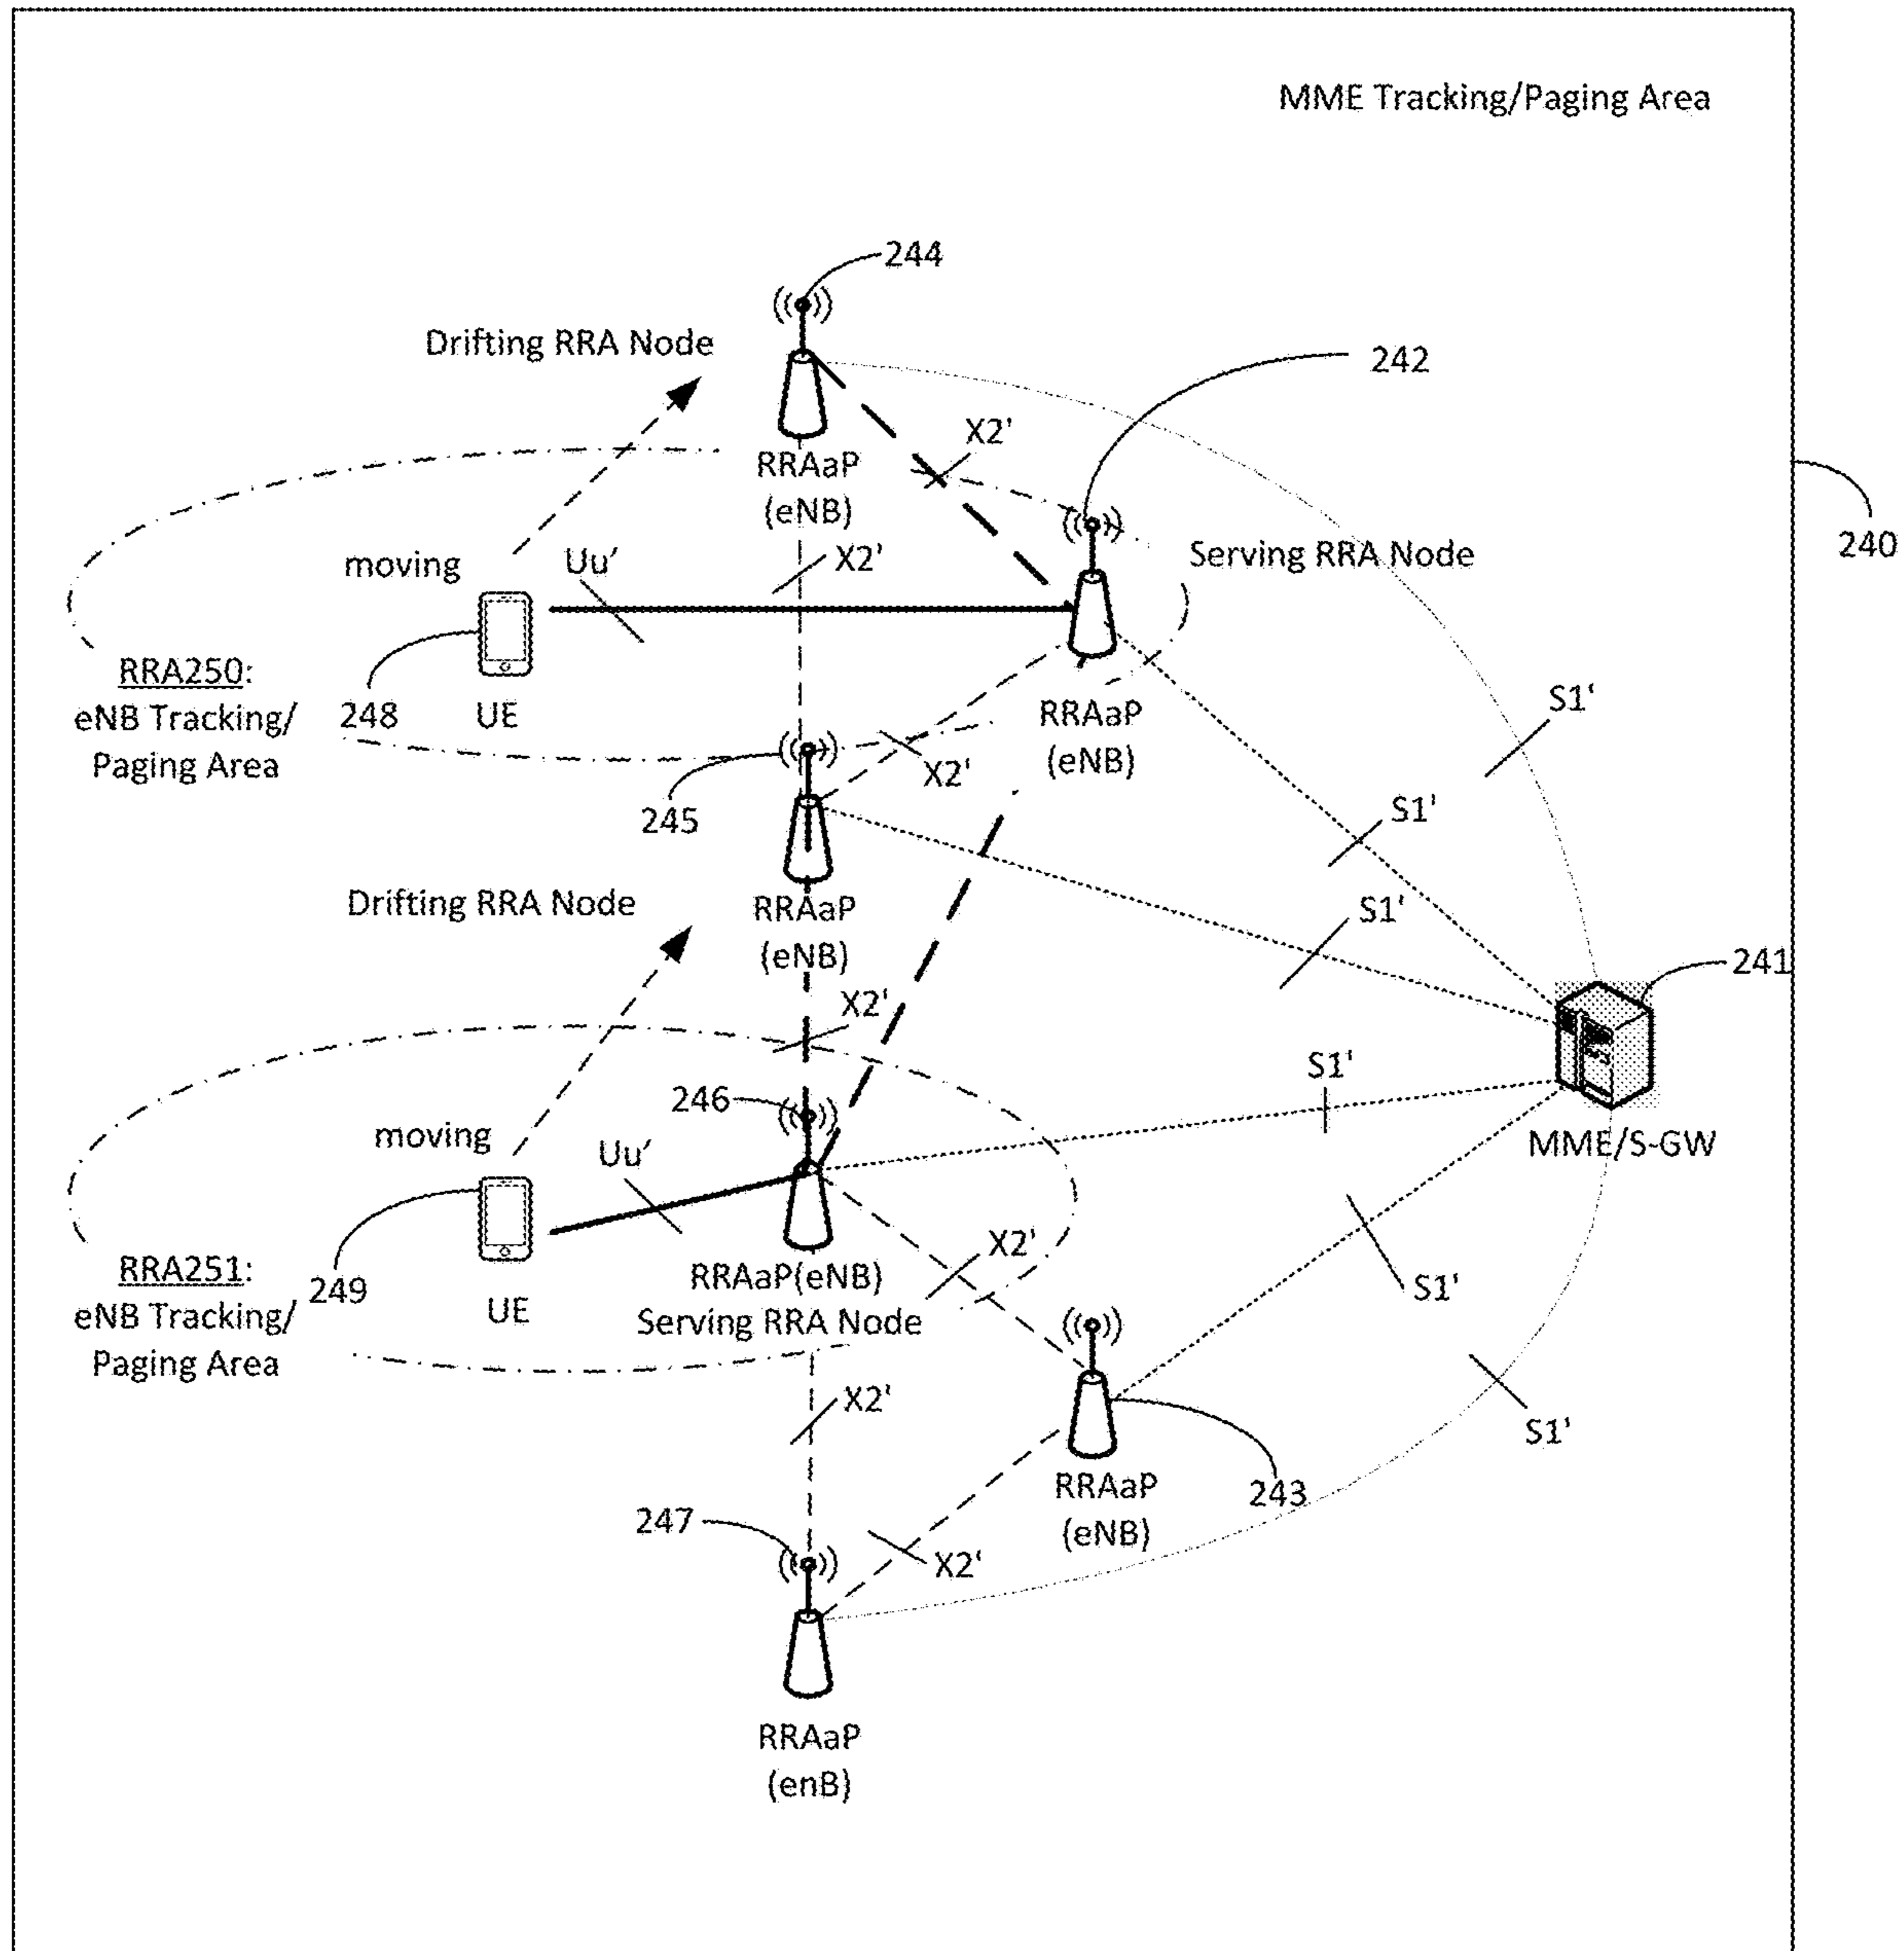 MME Tracking/Paging Area
244
Drifting RRA Node
242
X2'
RRAaP
(eNB)
240
Serving RRA Node
moving
Uu'
X2'
RRA250:
eNB Tracking/
Paging Area
248
UE
RRAaP
(eNB)
S1'
X2'
245
S1'
Drifting RRA Node
RRAaP
(eNB)
S1'
241
X2'
S1'
246
moving
Uu'
MME/S-GW
X2'
RRA251:
eNB Tracking/
Paging Area
249
UE
RRAaP(eNB)
Serving RRA Node
S1'
X2'
S1'
RRAaP
(eNB)
243
247
X2'
RRAaP
(enB)